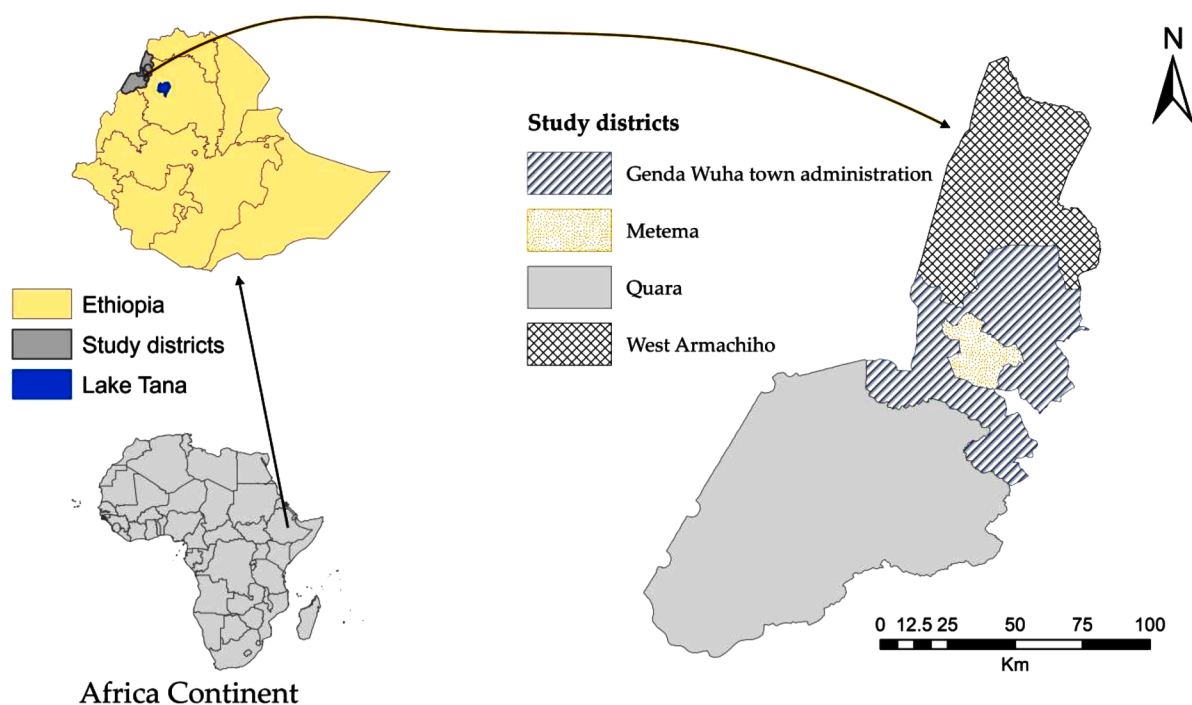 Ethiopia
Study districts
Lake Tana
Africa Continent
Study districts
Genda Wuha town administration
Metema
Quara
West Armachiho
N
0 12.5 25 50 75 100
Km